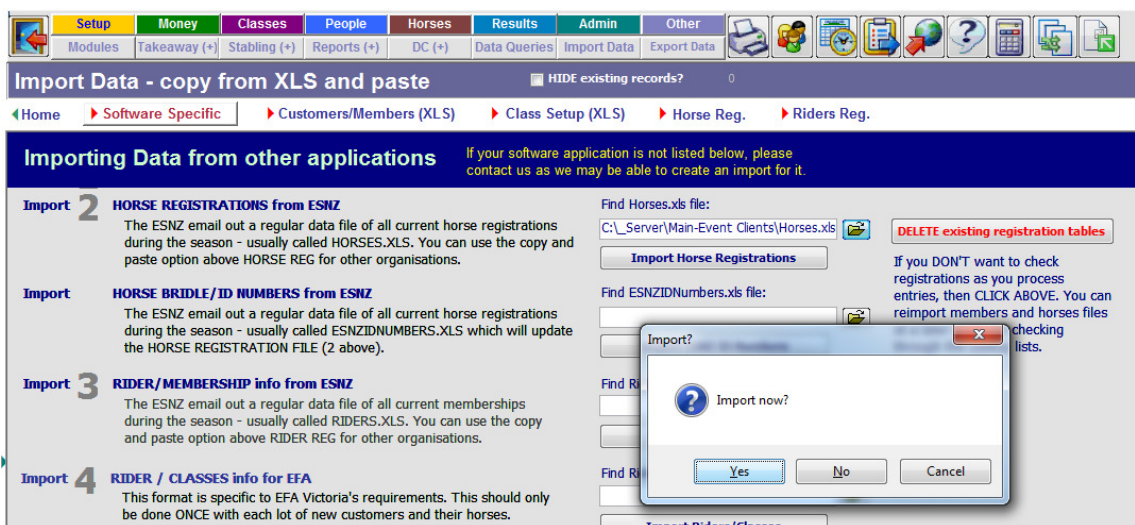 Setup Money Classes People Horses Results Admin Other
Modules Takeaway (+) Stabling (+) Reports (+) DC (+) Data Queries Import Data Export Data
Import Data - copy from XLS and paste HIDE existing records? 0
Home Software Specific Customers/Members (XLS) Class Setup (XLS) Horse Reg. Riders Reg.
Importing Data from other applications
If your software application is not listed below, please
contact us as we may be able to create an import for it.
Import 2 HORSE REGISTRATIONS from ESNZ
The ESNZ email out a regular data file of all current horse registrations
during the season - usually called HORSES.XLS. You can use the copy and
paste option above HORSE REG for other organisations.
Find Horses.xls file:
C:\_Server\Main-Event Clients\Horses.xls
Import Horse Registrations
DELETE existing registration tables
If you DON'T want to check
registrations as you process
entries, then CLICK ABOVE. You can
reimport members and horses files
checking
lists.
Import HORSE BRIDLE/ID NUMBERS from ESNZ
The ESNZ email out a regular data file of all current horse registrations
during the season - usually called ESNZIDNUMBERS.XLS which will update
the HORSE REGISTRATION FILE (2 above).
Find ESNZIDNumbers.xls file:
Import 3 RIDER/MEMBERSHIP info from ESNZ
The ESNZ email out a regular data file of all current memberships
during the season - usually called RIDERS.XLS. You can use the copy
and paste option above RIDER REG for other organisations.
Find Ri
Import 4 RIDER / CLASSES info for EFA
This format is specific to EFA Victoria's requirements. This should only
be done ONCE with each lot of new customers and their horses.
Find Ri
Import Riders/Classes
Import?
Import now?
Yes No Cancel